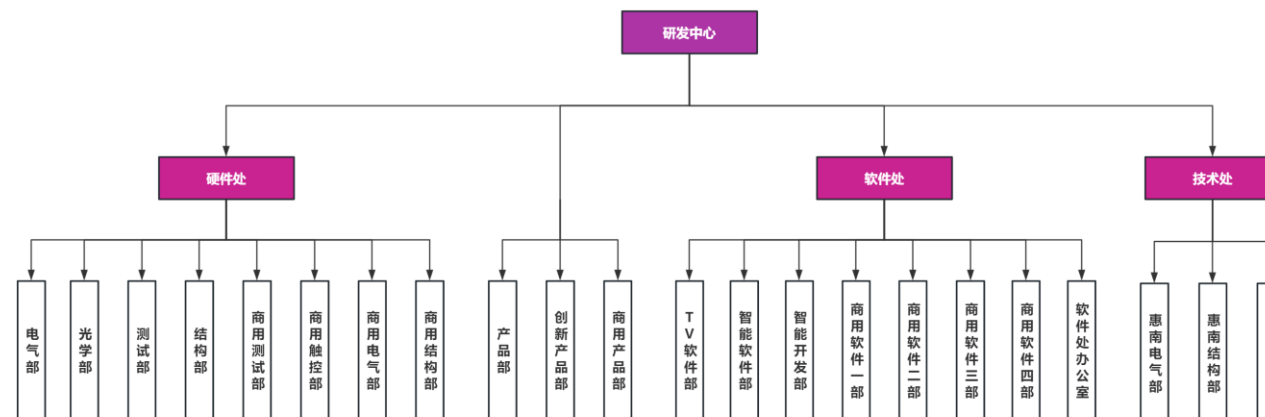 研发中心
硬件处
软件处
技术处
电气部
光学部
测试部
结构部
商用测试部
商用触控部
商用电气部
商用结构部
产品部
创新产品部
商用产品部
TV软件部
智能软件部
智能开发部
商用软件一部
商用软件二部
商用软件三部
商用软件四部
软件处办公室
惠南电气部
惠南结构部